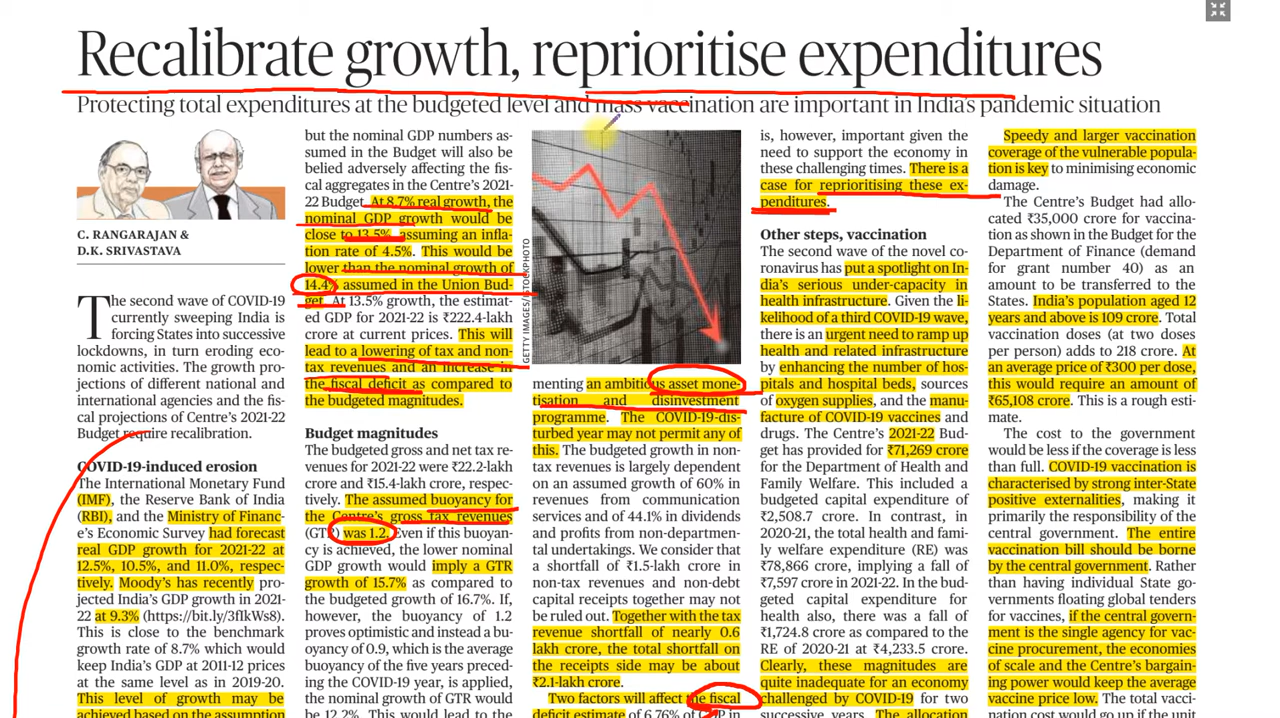 Recalibrate growth, reprioritise expenditures
Protecting total expenditures at the budgeted level and mass vaccination are important in India's pandemic situation
C. RANGARAJAN &
D.K. SRIVASTAVA
The second wave of COVID-19
currently sweeping India is
forcing States into successive
lockdowns, in turn eroding eco-
nomic activities. The growth pro-
jections of different national and
international agencies and the fis-
cal projections of Centre's 2021-22
Budget require recalibration.
COVID-19-induced erosion
The International Monetary Fund
(IMF), the Reserve Bank of India
(RBI), and the Ministry of Financ-
e's Economic Survey had forecast
real GDP growth for 2021-22 at
12.5%, 10.5%, and 11.0%, respec-
tively. Moody's has recently pro-
jected India's GDP growth in 2021-
22 at 9.3% (https://bit.ly/3flkWs8).
This is close to the benchmark
growth rate of 8.7% which would
keep India's GDP at 2011-12 prices
at the same level as in 2019-20.
This level of growth may be
achieved based on the assumption
but the nominal GDP numbers as-
sumed in the Budget will also be
belied adversely affecting the fis-
cal aggregates in the Centre's 2021-
22 Budget. At 8.7% real growth, the
nominal GDP growth would be
close to 13.5%, assuming an infla-
tion rate of 4.5%. This would be
lower than the nominal growth of
14.4% assumed in the Union Bud-
get. At 13.5% growth, the estimat-
ed GDP for 2021-22 is ₹222.4-lakh
crore at current prices. This will
lead to a lowering of tax and non-
tax revenues and an increase in
the fiscal deficit as compared to
the budgeted magnitudes.
Budget magnitudes
The budgeted gross and net tax re-
venues for 2021-22 were ₹22.2-lakh
crore and ₹15.4-lakh crore, respec-
tively. The assumed buoyancy for
the Centre's gross tax revenues
(GTR) was 1.2. Even if this buoyan-
cy is achieved, the lower nominal
GDP growth would imply a GTR
growth of 15.7% as compared to
the budgeted growth of 16.7%. If,
however, the buoyancy of 1.2
proves optimistic and instead a bu-
oyancy of 0.9, which is the average
buoyancy of the five years preced-
ing the COVID-19 year, is applied,
the nominal growth of GTR would
be 12.2%. This would lead to the
GETTY IMAGES/ISTOCKPHOTO
menting an ambitious asset mone-
tisation and disinvestment
programme. The COVID-19-dis-
turbed year may not permit any of
this. The budgeted growth in non-
tax revenues is largely dependent
on an assumed growth of 60% in
revenues from communication
services and of 44.1% in dividends
and profits from non-departmen-
tal undertakings. We consider that
a shortfall of ₹1.5-lakh crore in
non-tax revenues and non-debt
capital receipts together may not
be ruled out. Together with the tax
revenue shortfall of nearly 0.6
lakh crore, the total shortfall on
the receipts side may be about
₹2.1-lakh crore.
Two factors will affect the fiscal
deficit estimate of 6.76% of GDP in
is, however, important given the
need to support the economy in
these challenging times. There is a
case for reprioritising these ex-
penditures.
Other steps, vaccination
The second wave of the novel co-
ronavirus has put a spotlight on In-
dia's serious under-capacity in
health infrastructure. Given the li-
kelihood of a third COVID-19 wave,
there is an urgent need to ramp up
health and related infrastructure
by enhancing the number of hos-
pitals and hospital beds, sources
of oxygen supplies, and the manu-
facture of COVID-19 vaccines and
drugs. The Centre's 2021-22 Bud-
get has provided for ₹71,269 crore
for the Department of Health and
Family Welfare. This included a
budgeted capital expenditure of
₹2,508.7 crore. In contrast, in
2020-21, the total health and fami-
ly welfare expenditure (RE) was
₹78,866 crore, implying a fall of
₹7,597 crore in 2021-22. In the bud-
geted capital expenditure for
health also, there was a fall of
₹1,724.8 crore as compared to the
RE of 2020-21 at ₹4,233.5 crore.
Clearly, these magnitudes are
quite inadequate for an economy
challenged by COVID-19 for two
successive years. The allocation
Speedy and larger vaccination
coverage of the vulnerable popula-
tion is key to minimising economic
damage.
The Centre's Budget had allo-
cated ₹35,000 crore for vaccina-
tion as shown in the Budget for the
Department of Finance (demand
for grant number 40) as an
amount to be transferred to the
States. India's population aged 12
years and above is 109 crore. Total
vaccination doses (at two doses
per person) adds to 218 crore. At
an average price of ₹300 per dose,
this would require an amount of
₹65,108 crore. This is a rough esti-
mate.
The cost to the government
would be less if the coverage is less
than full. COVID-19 vaccination is
characterised by strong inter-State
positive externalities, making it
primarily the responsibility of the
central government. The entire
vaccination bill should be borne
by the central government. Rather
than having individual State go-
vernments floating global tenders
for vaccines, if the central govern-
ment is the single agency for vac-
cine procurement, the economies
of scale and the Centre's bargain-
ing power would keep the average
vaccine price low. The total vacci-
nation cost would go up if the unit